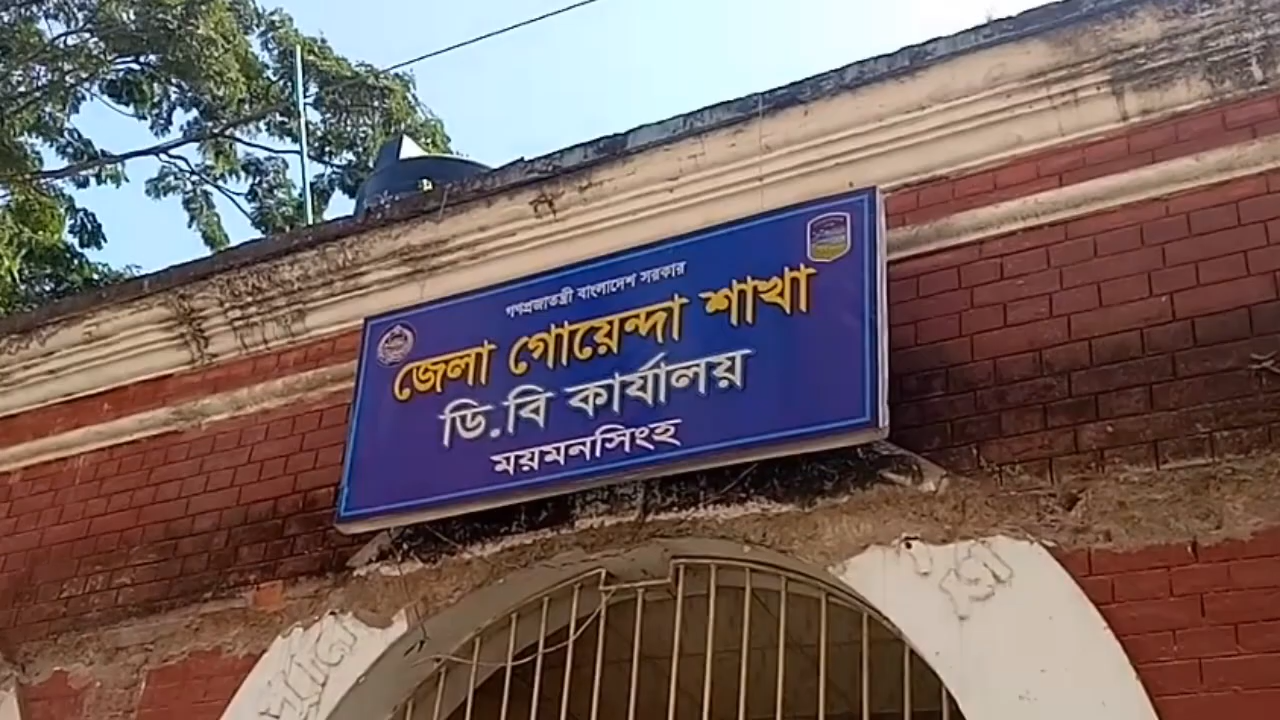 গণপ্রজাতন্ত্রী বাংলাদেশ সরকার
জেলা গোয়েন্দা শাখা
ডি.বি কার্যালয়
ময়মনসিংহ